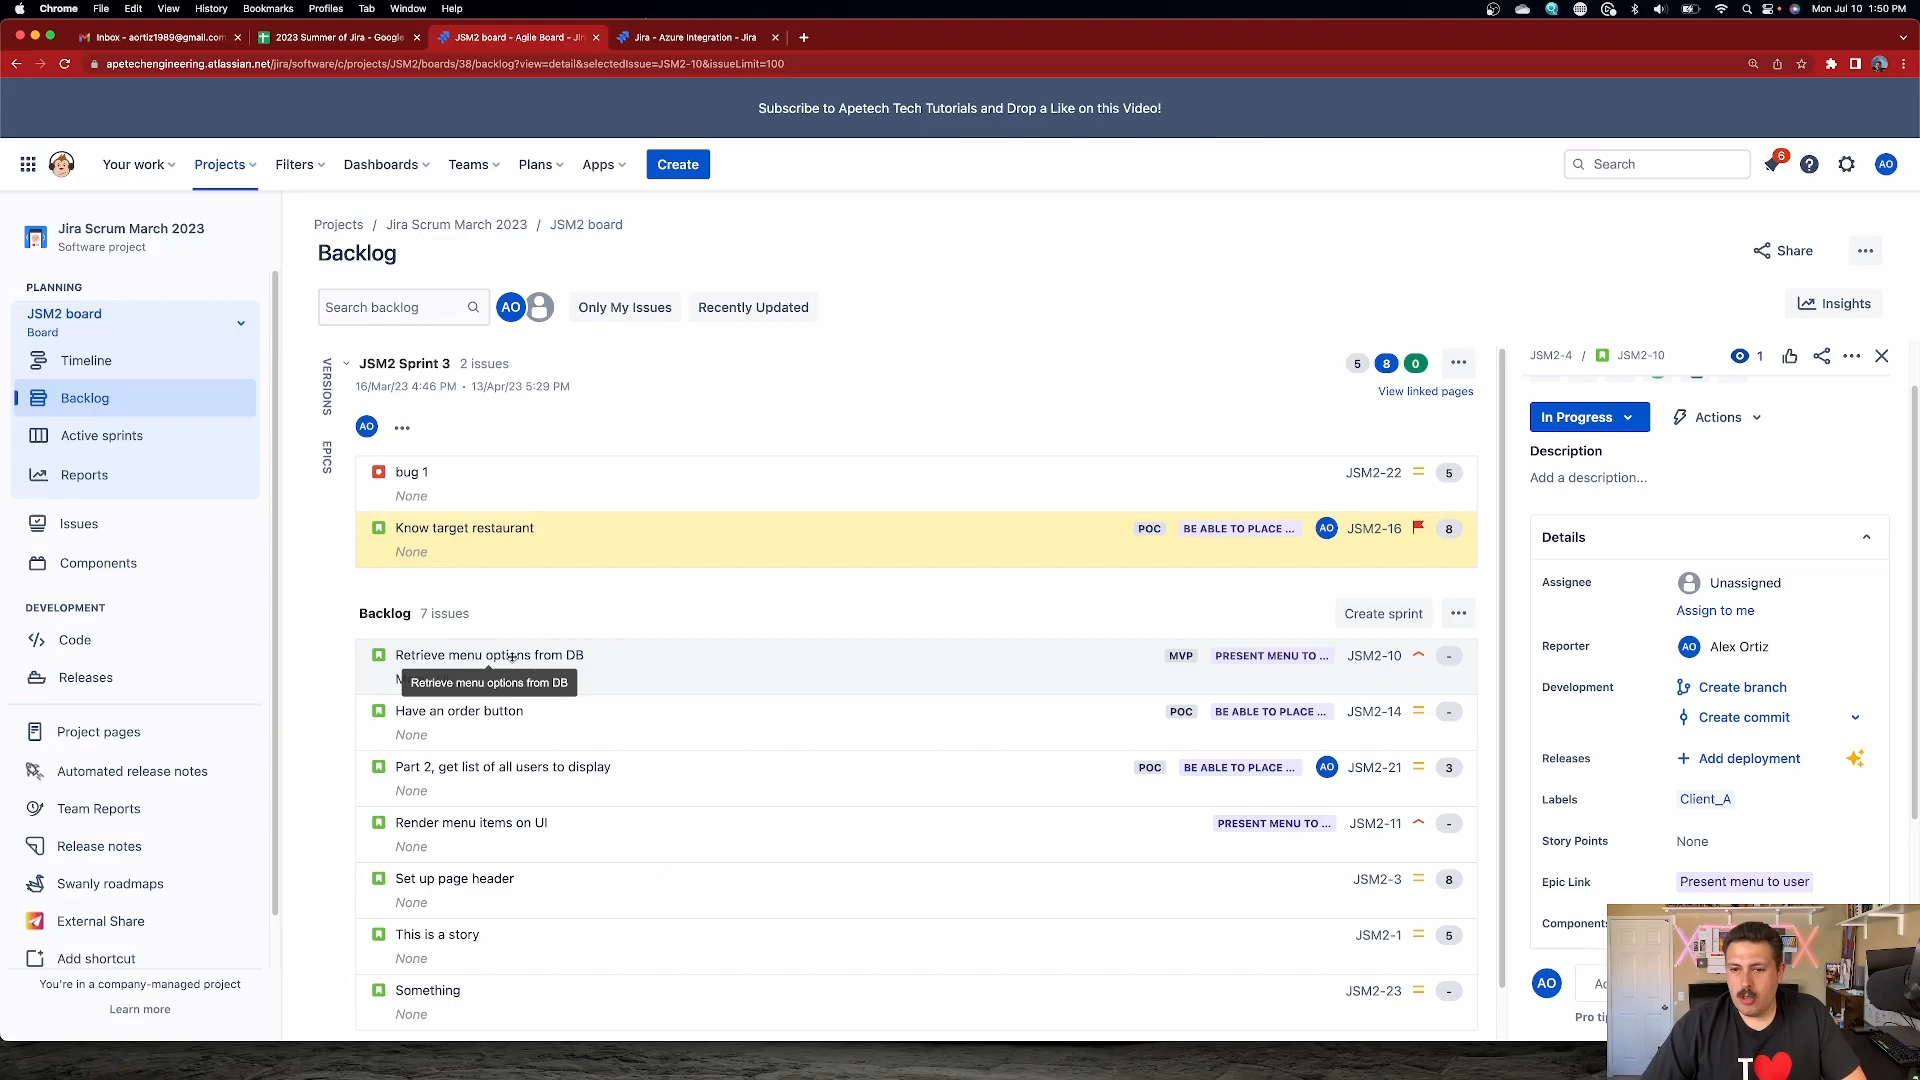 Chrome File Edit View History Bookmarks Profiles Tab Window Help Mon Jul 10 1:50 PM
Inbox - aortiz1989@gmail.com 2023 Summer of Jira - Google JSM2 board - Agile Board - Jir Jira - Azure Integration - Jira
apetechengineering.atlassian.net/jira/software/c/projects/JSM2/boards/38/backlog?view=detail&selectedIssue=JSM2-10&issueLimit=100
Subscribe to Apetech Tech Tutorials and Drop a Like on this Video!
Your work Projects Filters Dashboards Teams Plans Apps Create Search 6 AO
Jira Scrum March 2023
Software project
PLANNING
JSM2 board
Board
Timeline
Backlog
Active sprints
Reports
Issues
Components
DEVELOPMENT
Code
Releases
Project pages
Automated release notes
Team Reports
Release notes
Swanly roadmaps
External Share
Add shortcut
You're in a company-managed project
Learn more
Projects / Jira Scrum March 2023 / JSM2 board
Backlog
Share
Search backlog AO Only My Issues Recently Updated
Insights
VERSIONS
EPICS
JSM2 Sprint 3 2 issues 5 8 0
16/Mar/23 4:46 PM • 13/Apr/23 5:29 PM View linked pages
AO
bug 1 JSM2-22 5
None
Know target restaurant POC BE ABLE TO PLACE ... AO JSM2-16 8
None
Backlog 7 issues Create sprint
Retrieve menu options from DB MVP PRESENT MENU TO ... JSM2-10 -
Retrieve menu options from DB
Have an order button POC BE ABLE TO PLACE ... JSM2-14 -
None
Part 2, get list of all users to display POC BE ABLE TO PLACE ... AO JSM2-21 3
None
Render menu items on UI PRESENT MENU TO ... JSM2-11 -
None
Set up page header JSM2-3 8
None
This is a story JSM2-1 5
None
Something JSM2-23 -
None
JSM2-4 / JSM2-10 1
In Progress Actions
Description
Add a description...
Details
Assignee Unassigned
Assign to me
Reporter AO Alex Ortiz
Development Create branch
Create commit
Releases Add deployment
Labels Client_A
Story Points None
Epic Link Present menu to user
Components
AO
Pro tip
I